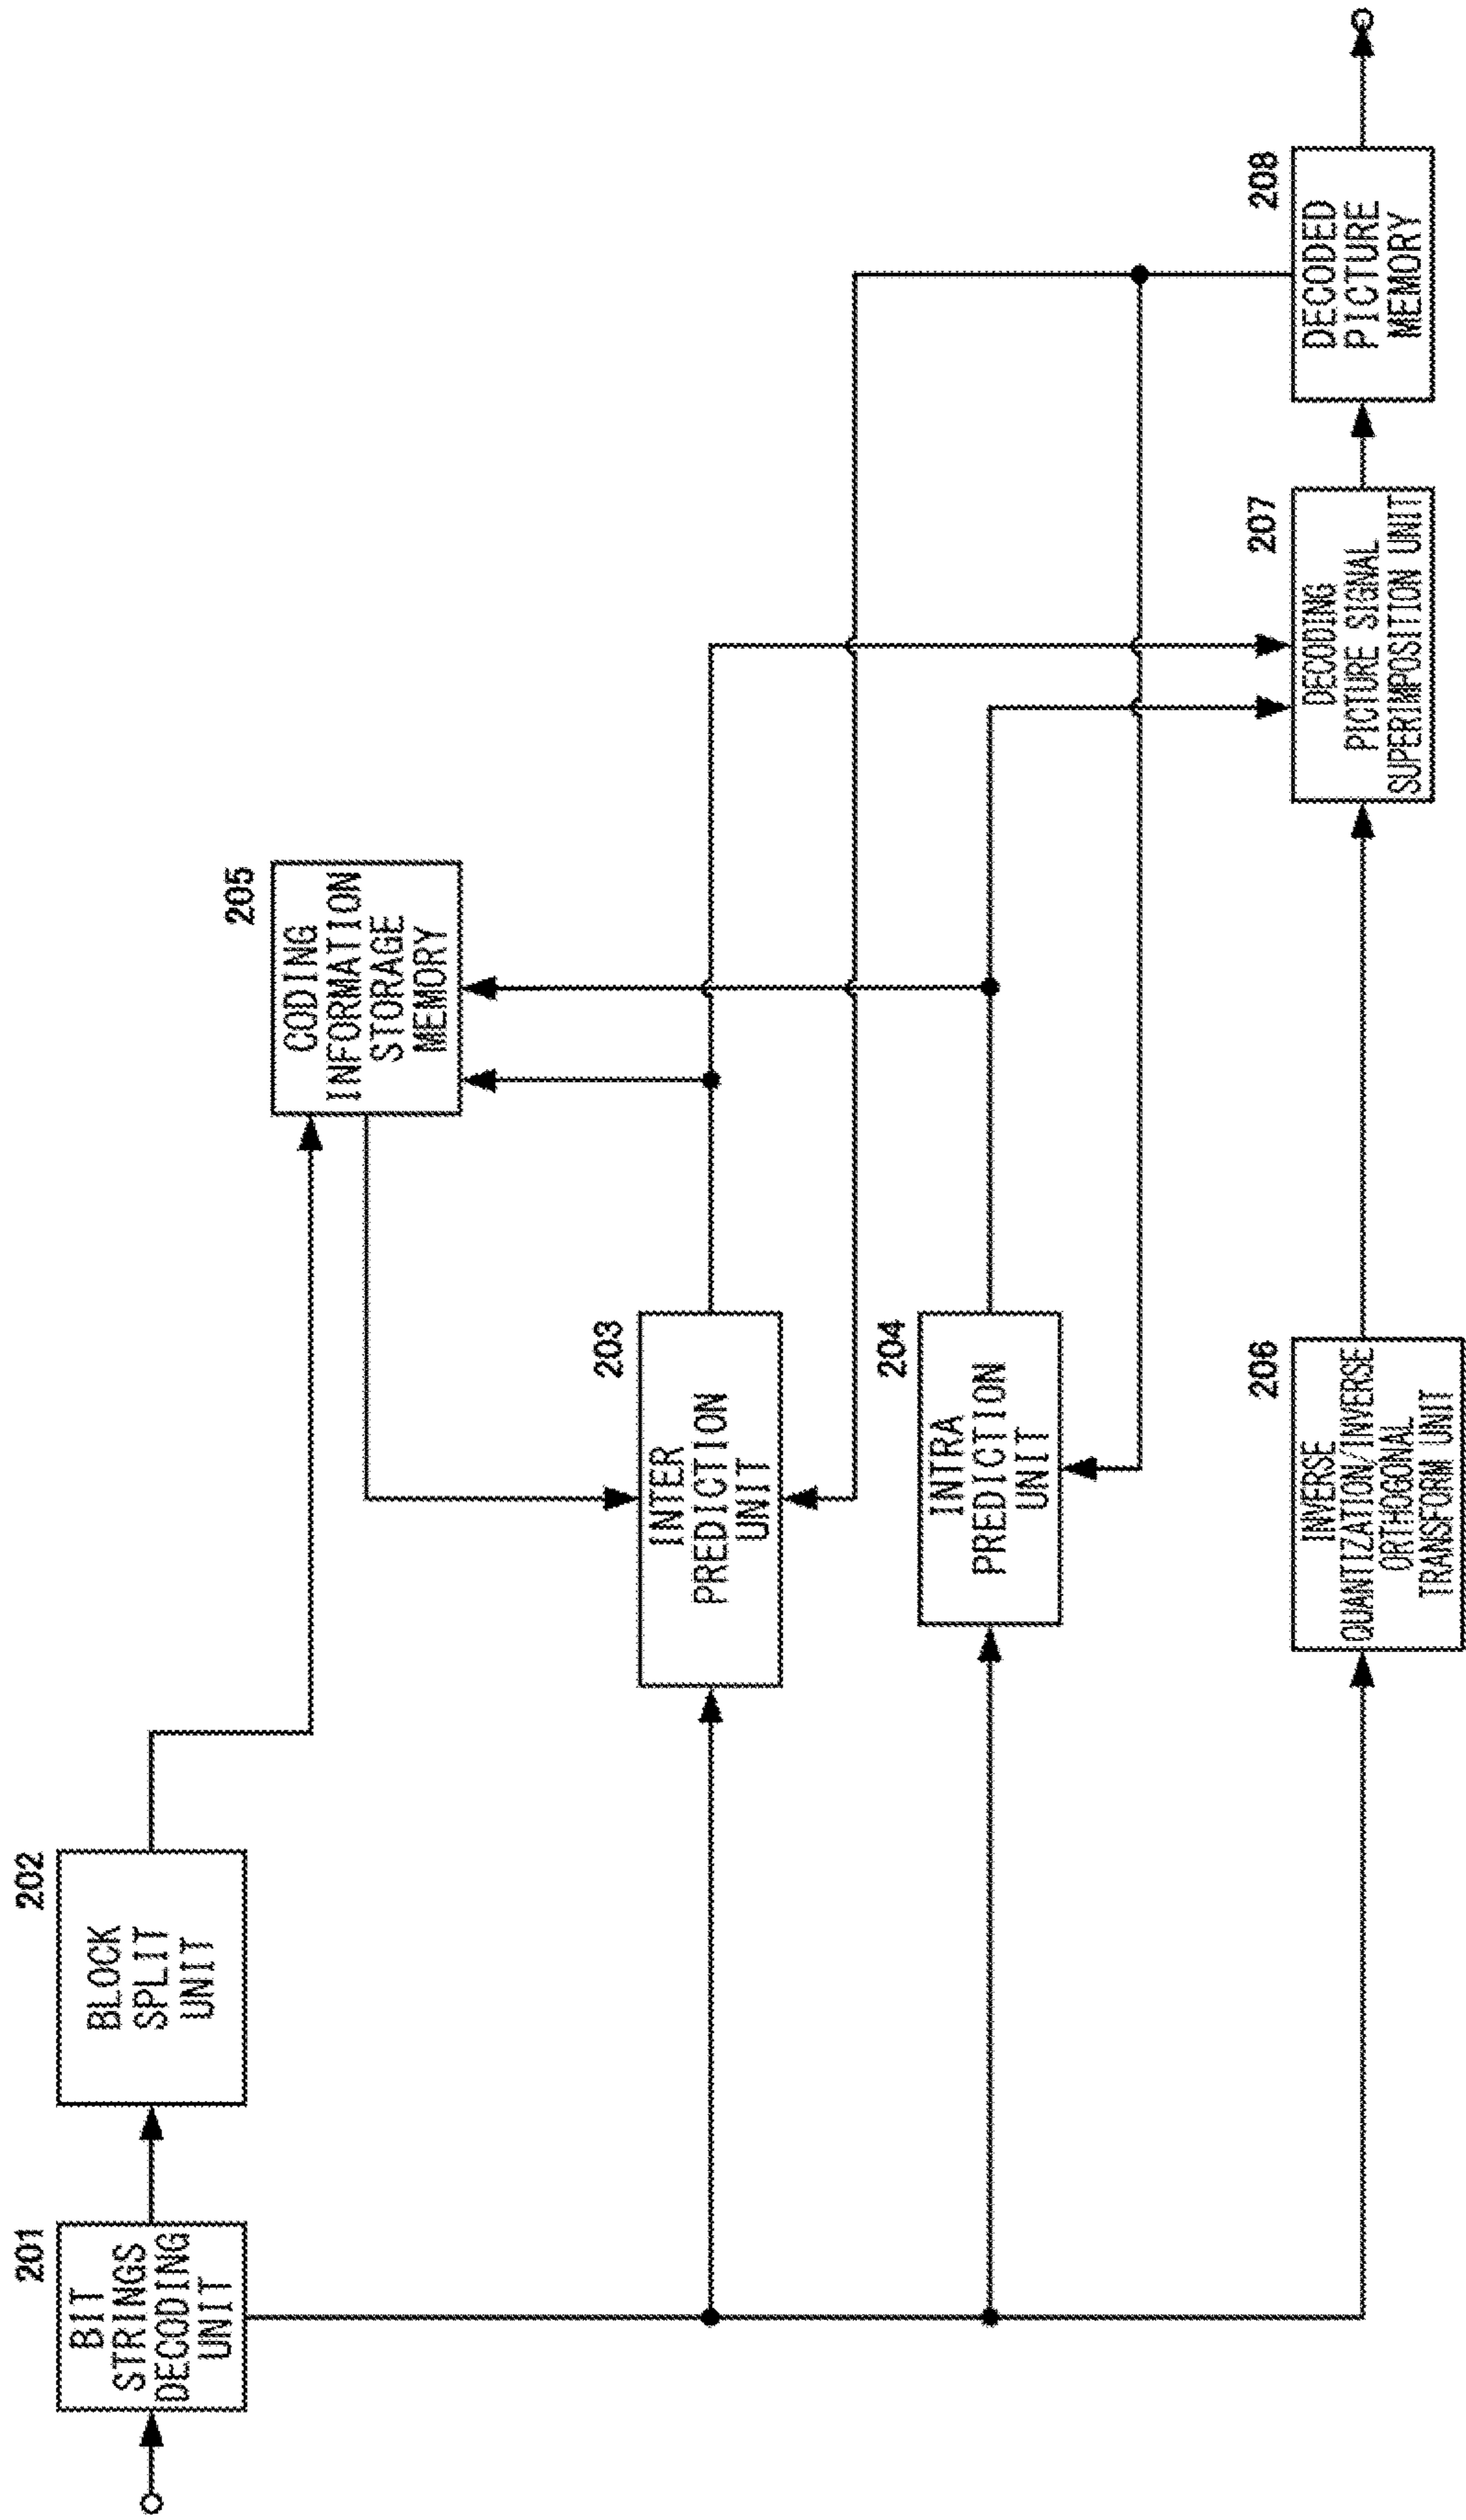 201
BIT
STRINGS
DECODING
UNIT
202
BLOCK
SPLIT
UNIT
205
CODING
INFORMATION
STORAGE
MEMORY
203
INTER
PREDICTION
UNIT
204
INTRA
PREDICTION
UNIT
206
INVERSE
QUANTIZATION/INVERSE
ORTHOGONAL
TRANSFORM UNIT
207
DECODING
PICTURE SIGNAL
SUPERIMPOSITION UNIT
208
DECODED
PICTURE
MEMORY